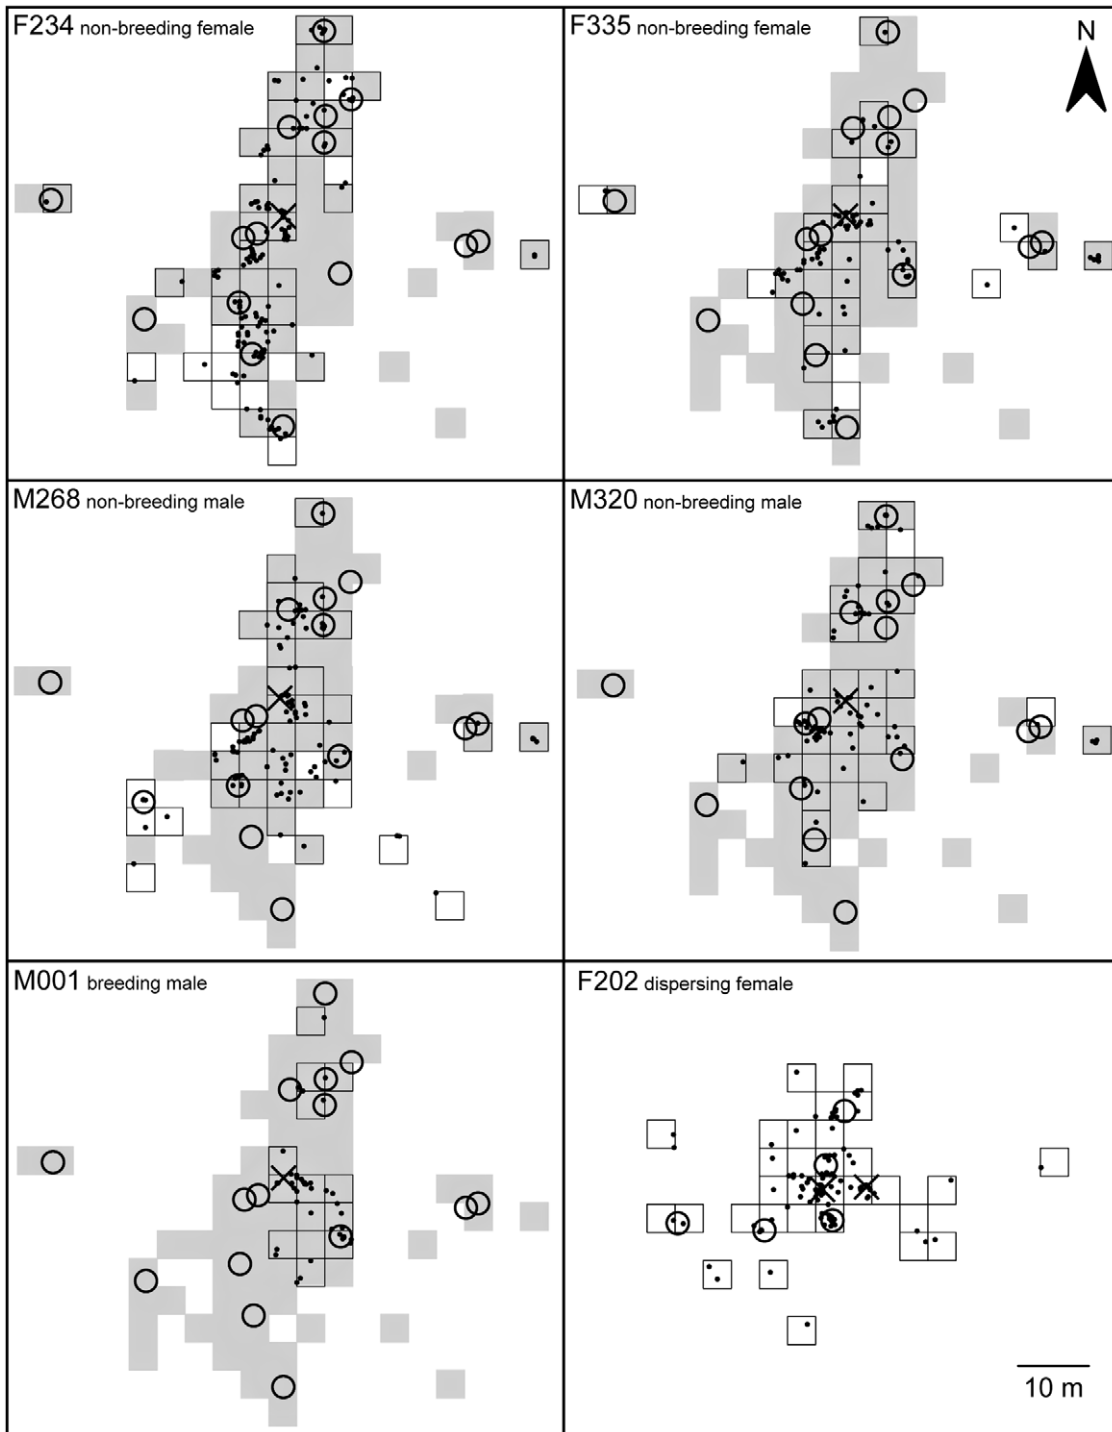 F234 non-breeding female
F335 non-breeding female
N
M268 non-breeding male
M320 non-breeding male
M001 breeding male
F202 dispersing female
10 m